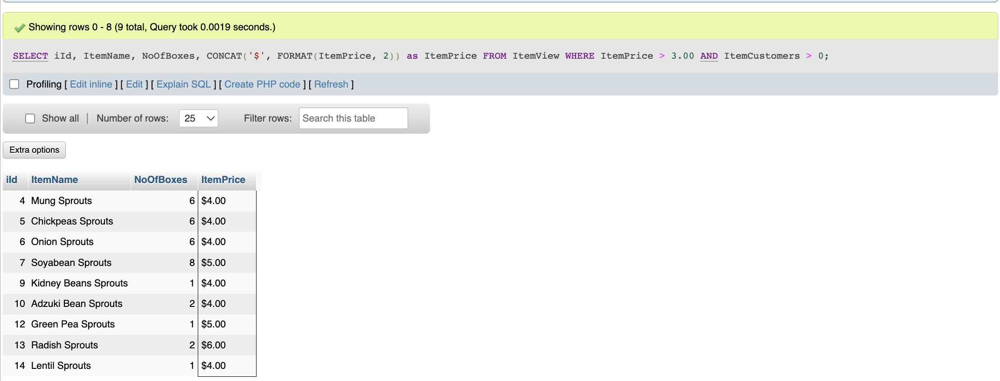 Showing rows 0 - 8 (9 total, Query took 0.0019 seconds.)
SELECT iId, ItemName, NoOfBoxes, CONCAT('$', FORMAT(ItemPrice, 2)) as ItemPrice FROM ItemView WHERE ItemPrice > 3.00 AND ItemCustomers > 0;
Profiling [ Edit inline ] [ Edit ] [ Explain SQL ] [ Create PHP code ] [ Refresh ]
Show all | Number of rows: 25 Filter rows: Search this table
Extra options
iId ItemName NoOfBoxes ItemPrice
4 Mung Sprouts 6 $4.00
5 Chickpeas Sprouts 6 $4.00
6 Onion Sprouts 6 $4.00
7 Soyabean Sprouts 8 $5.00
9 Kidney Beans Sprouts 1 $4.00
10 Adzuki Bean Sprouts 2 $4.00
12 Green Pea Sprouts 1 $5.00
13 Radish Sprouts 2 $6.00
14 Lentil Sprouts 1 $4.00